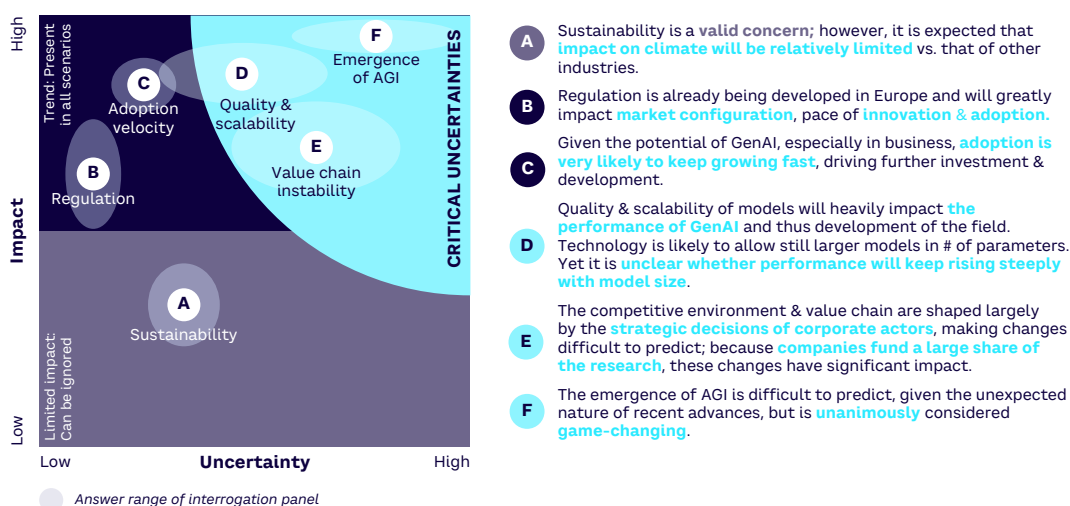 High
Impact
Low
Trend: Present
in all scenarios
Limited impact:
Can be ignored
CRITICAL UNCERTAINTIES
F
Emergence
of AGI
D
Quality &
scalability
C
Adoption
velocity
E
Value chain
instability
B
Regulation
A
Sustainability
Low
Uncertainty
High
Answer range of interrogation panel
A
Sustainability is a valid concern; however, it is expected that
impact on climate will be relatively limited vs. that of other
industries.
B
Regulation is already being developed in Europe and will greatly
impact market configuration, pace of innovation & adoption.
C
Given the potential of GenAI, especially in business, adoption is
very likely to keep growing fast, driving further investment &
development.
D
Quality & scalability of models will heavily impact the
performance of GenAI and thus development of the field.
Technology is likely to allow still larger models in # of parameters.
Yet it is unclear whether performance will keep rising steeply
with model size.
E
The competitive environment & value chain are shaped largely
by the strategic decisions of corporate actors, making changes
difficult to predict; because companies fund a large share of
the research, these changes have significant impact.
F
The emergence of AGI is difficult to predict, given the unexpected
nature of recent advances, but is unanimously considered
game-changing.